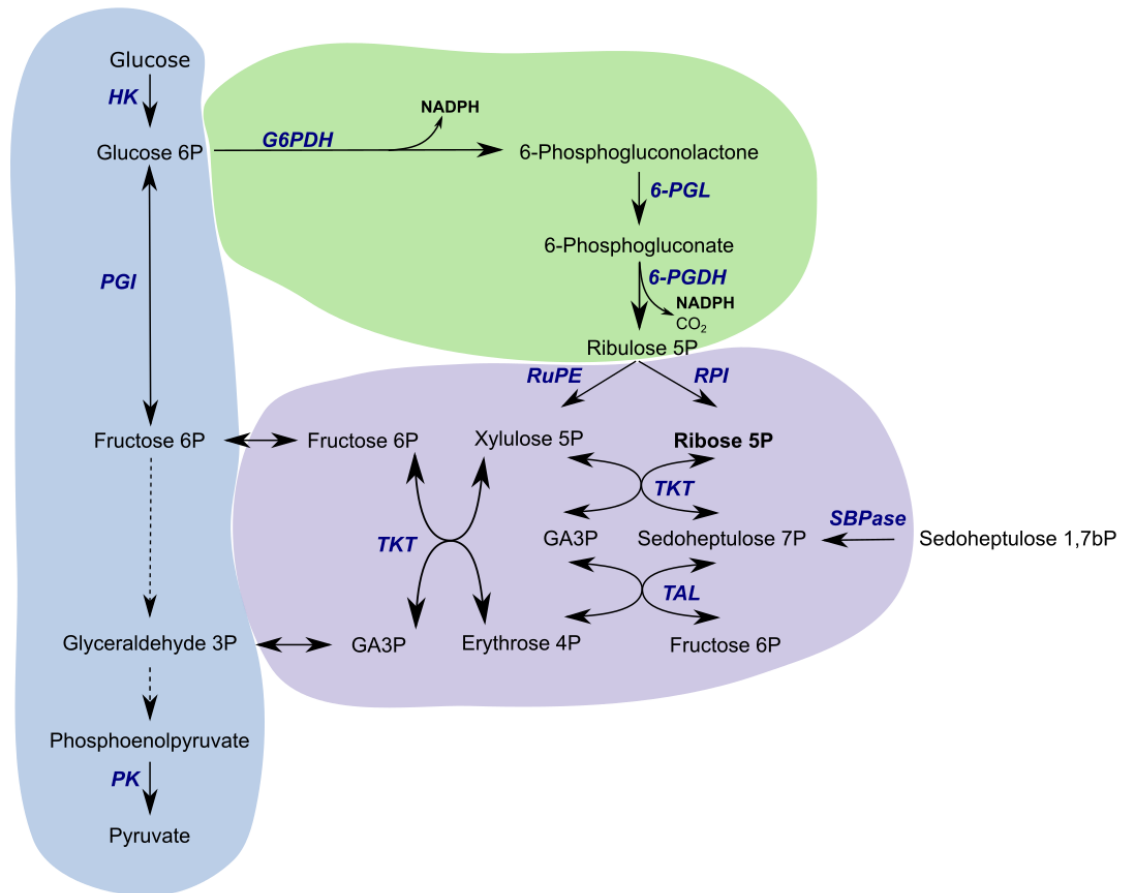 Glucose
HK
NADPH
G6PDH
Glucose 6P
6-Phosphogluconolactone
6-PGL
6-Phosphogluconate
PGI
6-PGDH
NADPH
CO₂
Ribulose 5P
RuPE
RPI
Fructose 6P
Fructose 6P
Xylulose 5P
Ribose 5P
TKT
SBPase
TKT
GA3P
Sedoheptulose 7P
Sedoheptulose 1,7bP
TAL
Glyceraldehyde 3P
GA3P
Erythrose 4P
Fructose 6P
Phosphoenolpyruvate
PK
Pyruvate